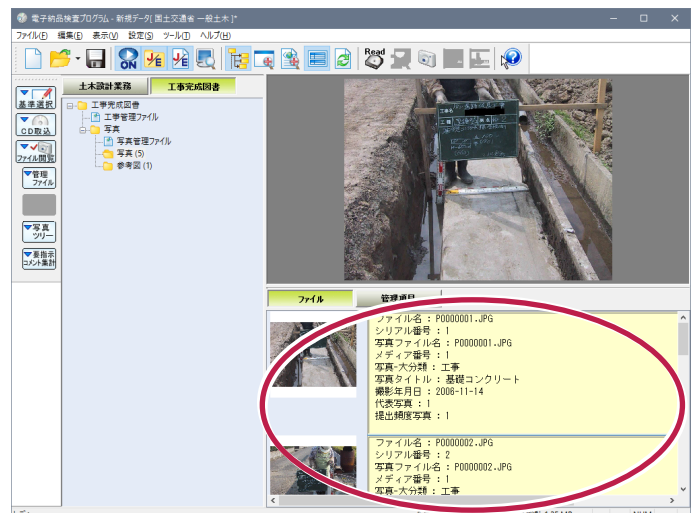 電子納品検査プログラム - 新規データ[ 国土交通省 一般土木 ]*
ファイル(F) 編集(E) 表示(V) 設定(S) ツール(T) ヘルプ(H)
ON
J/E
J/E
Read
基準選択
CD取込
ファイル閲覧
管理
ファイル
写真
ツリー
要指示
コメント集計
土木設計業務
工事完成図書
工事完成図書
工事管理ファイル
写真
写真管理ファイル
写真 (5)
参考図 (1)
工事名
工種
ファイル
管理項目
ファイル名 : P0000001.JPG
シリアル番号 : 1
写真ファイル名 : P0000001.JPG
メディア番号 : 1
写真-大分類 : 工事
写真タイトル : 基礎コンクリート
撮影年月日 : 2006-11-14
代表写真 : 1
提出頻度写真 : 1
ファイル名 : P0000002.JPG
シリアル番号 : 2
写真ファイル名 : P0000002.JPG
メディア番号 : 1
写真-大分類 : 工事